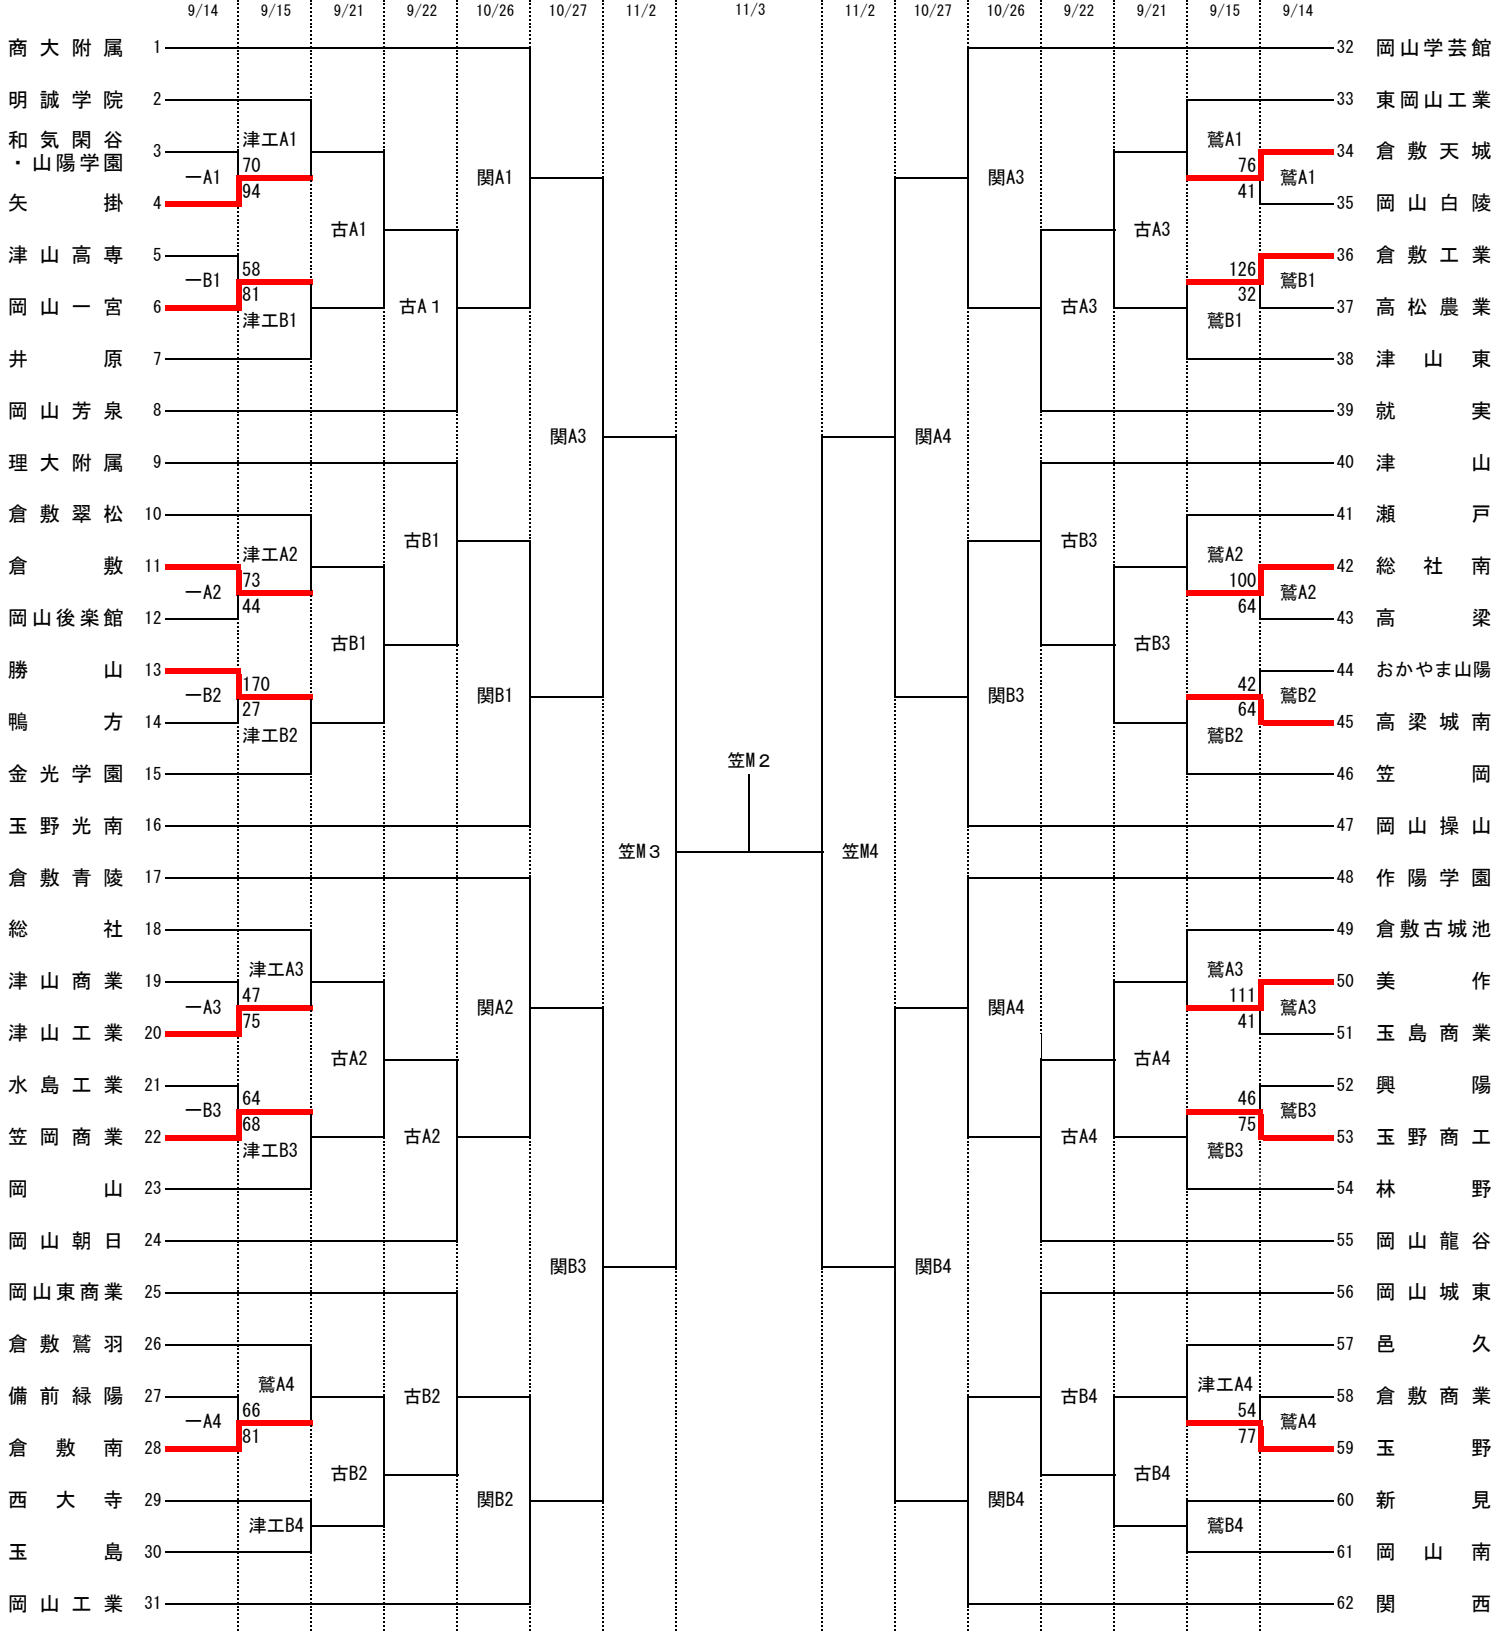 9/14 9/15 9/21 9/22 10/26 10/27 11/2 11/3 11/2 10/27 10/26 9/22 9/21 9/15 9/14
商大附属 1
明誠学院 2
和気閑谷
・山陽学園 3
矢掛 4
津山高専 5
岡山一宮 6
井原 7
岡山芳泉 8
理大附属 9
倉敷翠松 10
倉敷 11
岡山後楽館 12
勝山 13
鴨方 14
金光学園 15
玉野光南 16
倉敷青陵 17
総社 18
津山商業 19
津山工業 20
水島工業 21
笠岡商業 22
岡山 23
岡山朝日 24
岡山東商業 25
倉敷鷲羽 26
備前緑陽 27
倉敷南 28
西大寺 29
玉島 30
岡山工業 31
一A1
一B1
一A2
一B2
一A3
一B3
一A4
津工A1
70
94
58
81
津工B1
津工A2
73
44
170
27
津工B2
津工A3
47
75
64
68
津工B3
鷲A4
66
81
津工B4
古A1
古B1
古A2
古B2
古A１
古B1
古A2
古B2
関A1
関B1
関A2
関B2
関A3
関B3
笠M３
笠M２
笠M4
関A4
関B4
関A3
関B3
関A4
関B4
古A3
古B3
古A4
古B4
古A3
古B3
古A4
古B4
鷲A1
76
41
126
32
鷲B1
鷲A2
100
64
42
64
鷲B2
鷲A3
111
41
46
75
鷲B3
津工A4
54
77
鷲B4
鷲A1
鷲B1
鷲A2
鷲B2
鷲A3
鷲B3
鷲A4
32 岡山学芸館
33 東岡山工業
34 倉敷天城
35 岡山白陵
36 倉敷工業
37 高松農業
38 津山東
39 就実
40 津山
41 瀬戸
42 総社南
43 高梁
44 おかやま山陽
45 高梁城南
46 笠岡
47 岡山操山
48 作陽学園
49 倉敷古城池
50 美作
51 玉島商業
52 興陽
53 玉野商工
54 林野
55 岡山龍谷
56 岡山城東
57 邑久
58 倉敷商業
59 玉野
60 新見
61 岡山南
62 関西